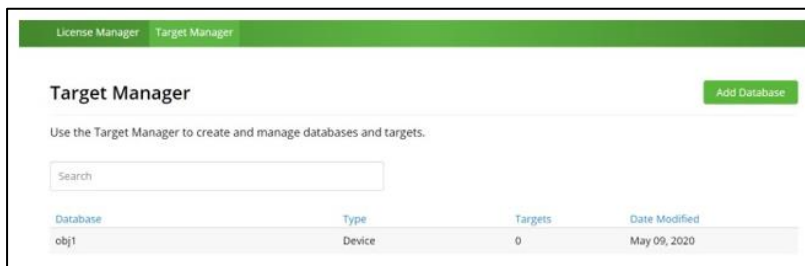 License Manager Target Manager
Target Manager
Add Database
Use the Target Manager to create and manage databases and targets.
Search
Database Type Targets Date Modified
obj1 Device 0 May 09, 2020